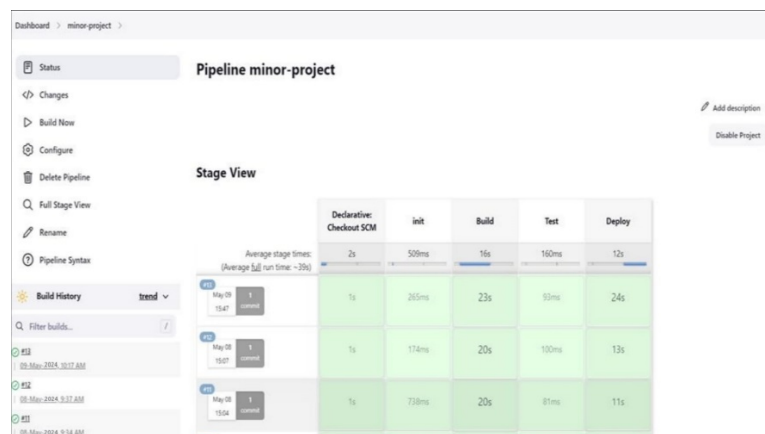 Dashboard > minor-project >
Status
Changes
Build Now
Configure
Delete Pipeline
Full Stage View
Rename
Pipeline Syntax
Build History trend
Filter builds... /
#13
09-May-2024, 10:17 AM
#12
08-May-2024, 9:37 AM
#11
08-May-2024, 9:34 AM
Pipeline minor-project
Add description
Disable Project
Stage View
Declarative: Checkout SCM init Build Test Deploy
Average stage times: 2s 509ms 16s 160ms 12s
(Average full run time: ~39s)
#13
May 09 1 1s 265ms 23s 93ms 24s
15:47 commit
#12
May 08 1 1s 174ms 20s 100ms 13s
15:07 commit
#11
May 08 1 1s 738ms 20s 81ms 11s
15:04 commit